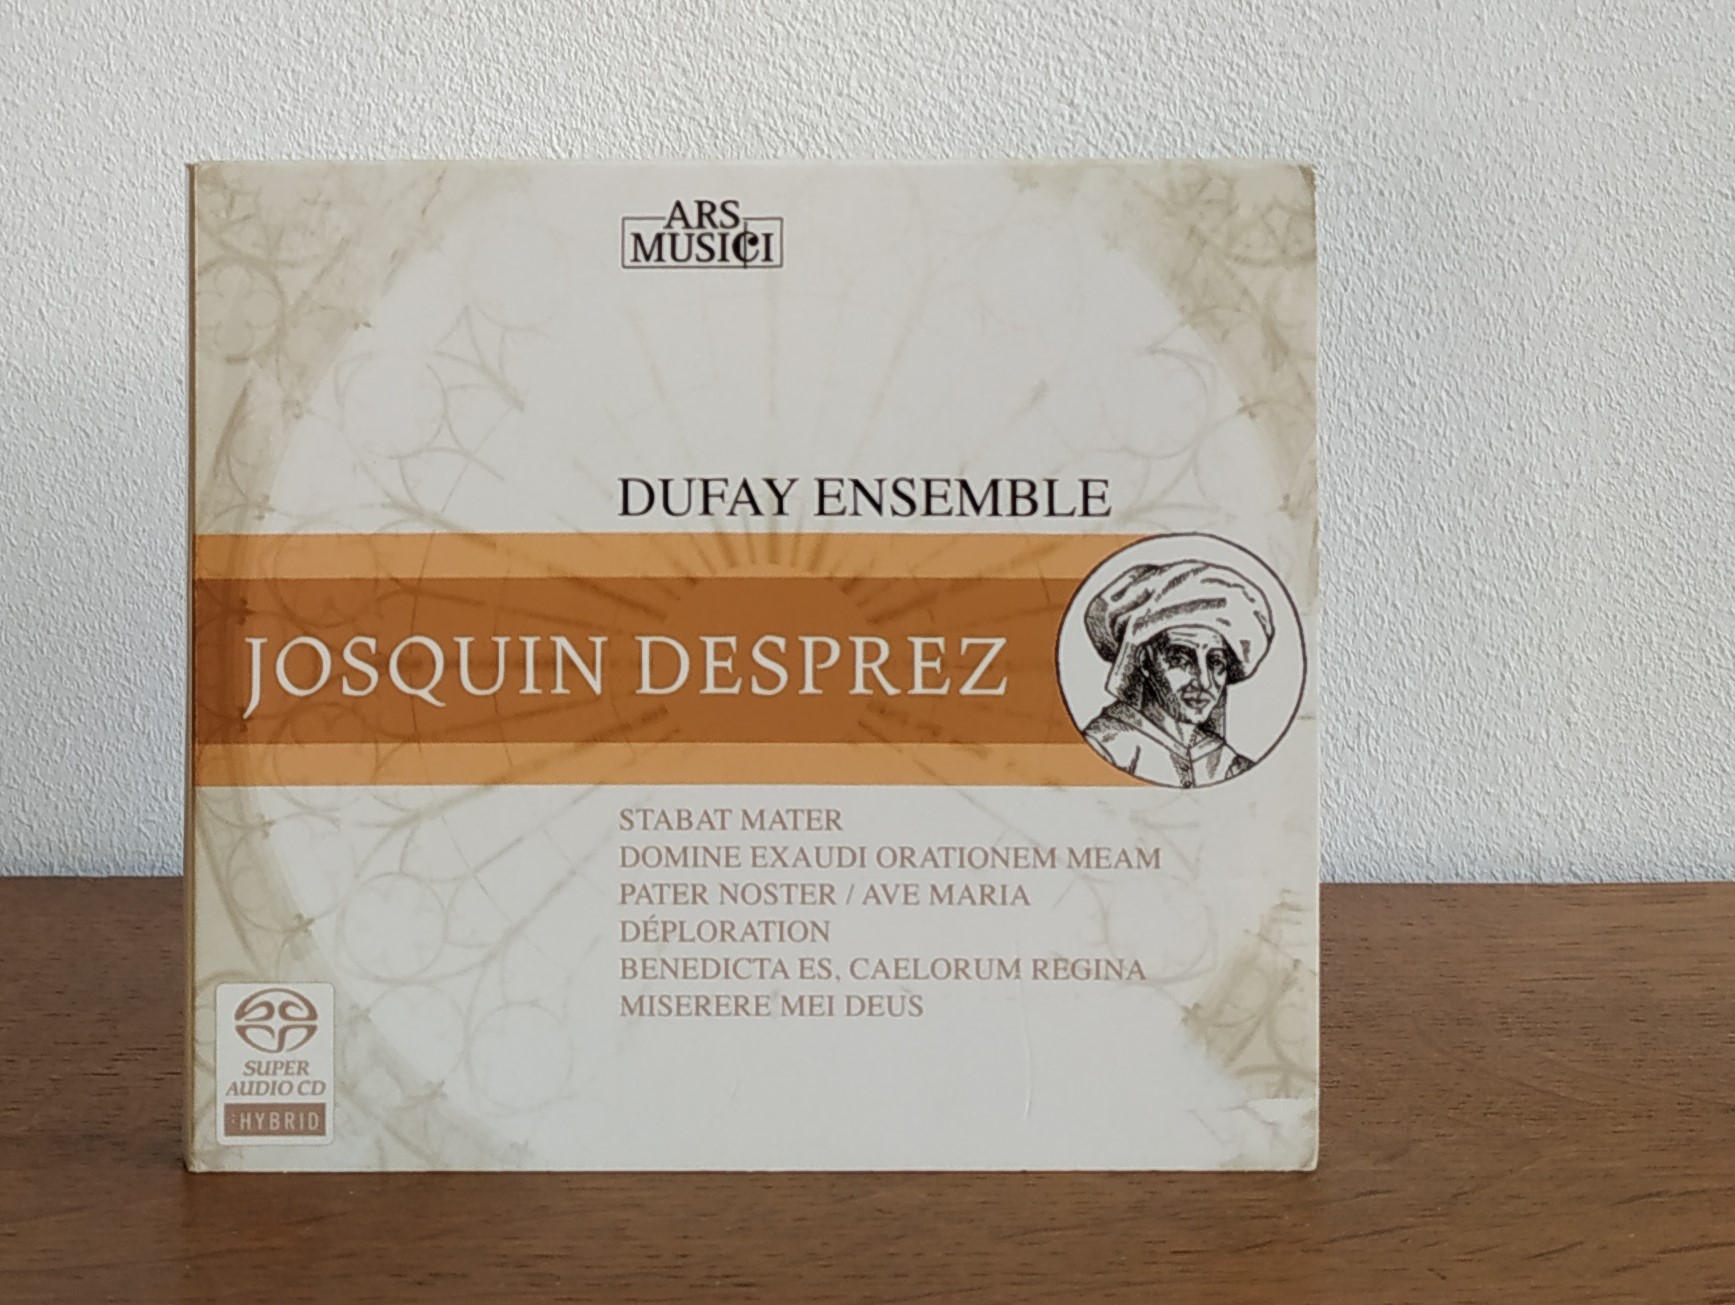 ARS
MUSICI
DUFAY ENSEMBLE
JOSQUIN DESPREZ
STABAT MATER
DOMINE EXAUDI ORATIONEM MEAM
PATER NOSTER / AVE MARIA
DÉPLORATION
BENEDICTA ES, CAELORUM REGINA
MISERERE MEI DEUS
SUPER
AUDIO CD
:HYBRID